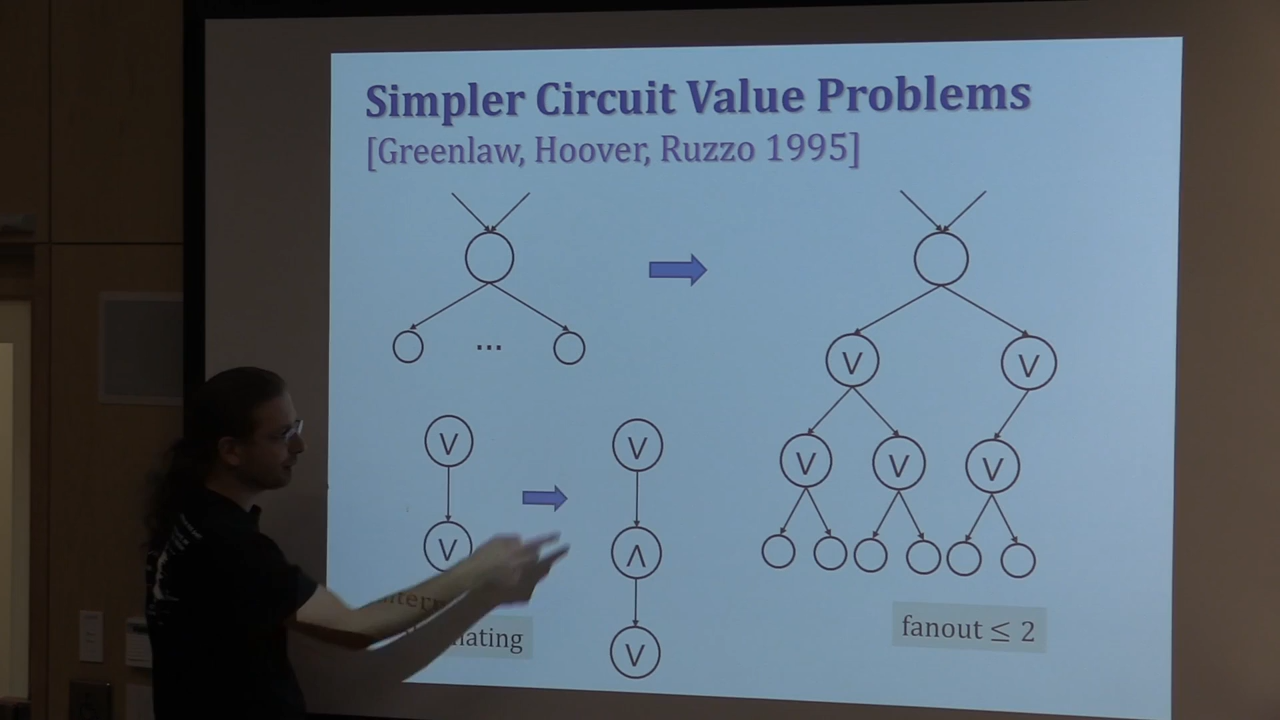 Simpler Circuit Value Problems
[Greenlaw, Hoover, Ruzzo 1995]
...
V
V
V
V
V
V
V
V
V
Λ
V
fanout ≤ 2